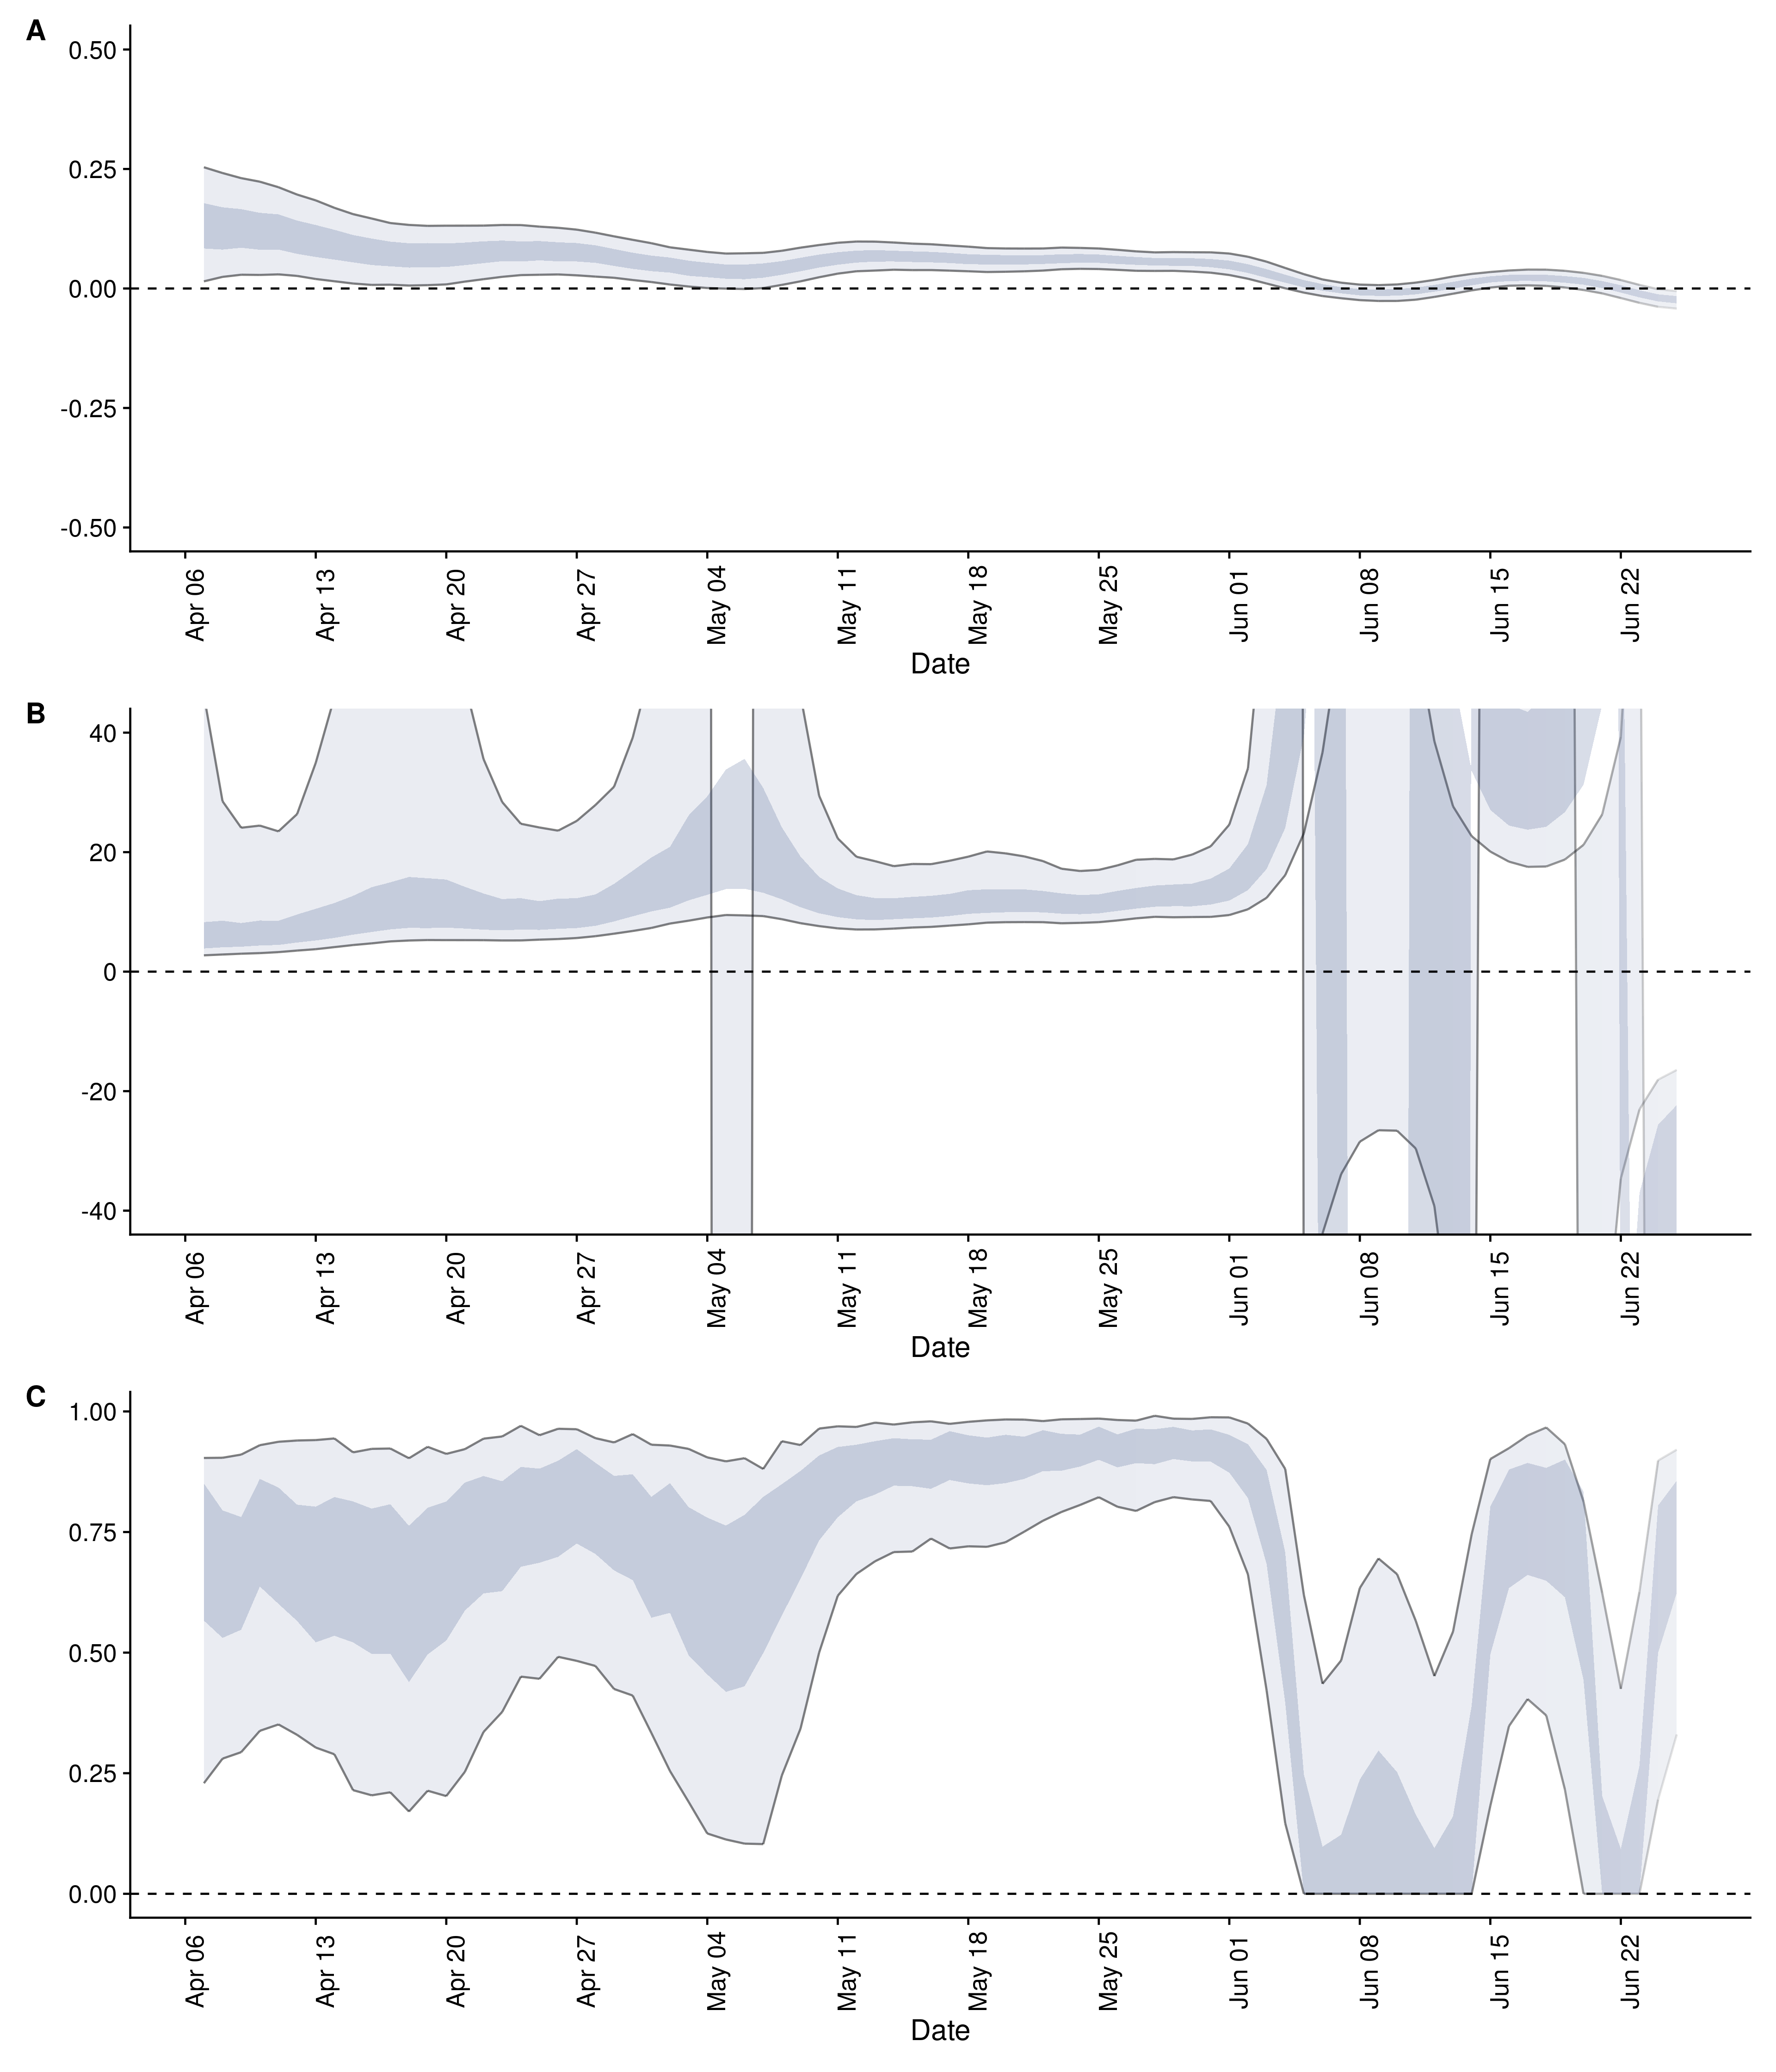 A
0.50
0.25
0.00
-0.25
-0.50
Apr 06
Apr 13
Apr 20
Apr 27
May 04
May 11
May 18
May 25
Jun 01
Jun 08
Jun 15
Jun 22
Date
B
40
20
0
-20
-40
Apr 06
Apr 13
Apr 20
Apr 27
May 04
May 11
May 18
May 25
Jun 01
Jun 08
Jun 15
Jun 22
Date
C
1.00
0.75
0.50
0.25
0.00
Apr 06
Apr 13
Apr 20
Apr 27
May 04
May 11
May 18
May 25
Jun 01
Jun 08
Jun 15
Jun 22
Date